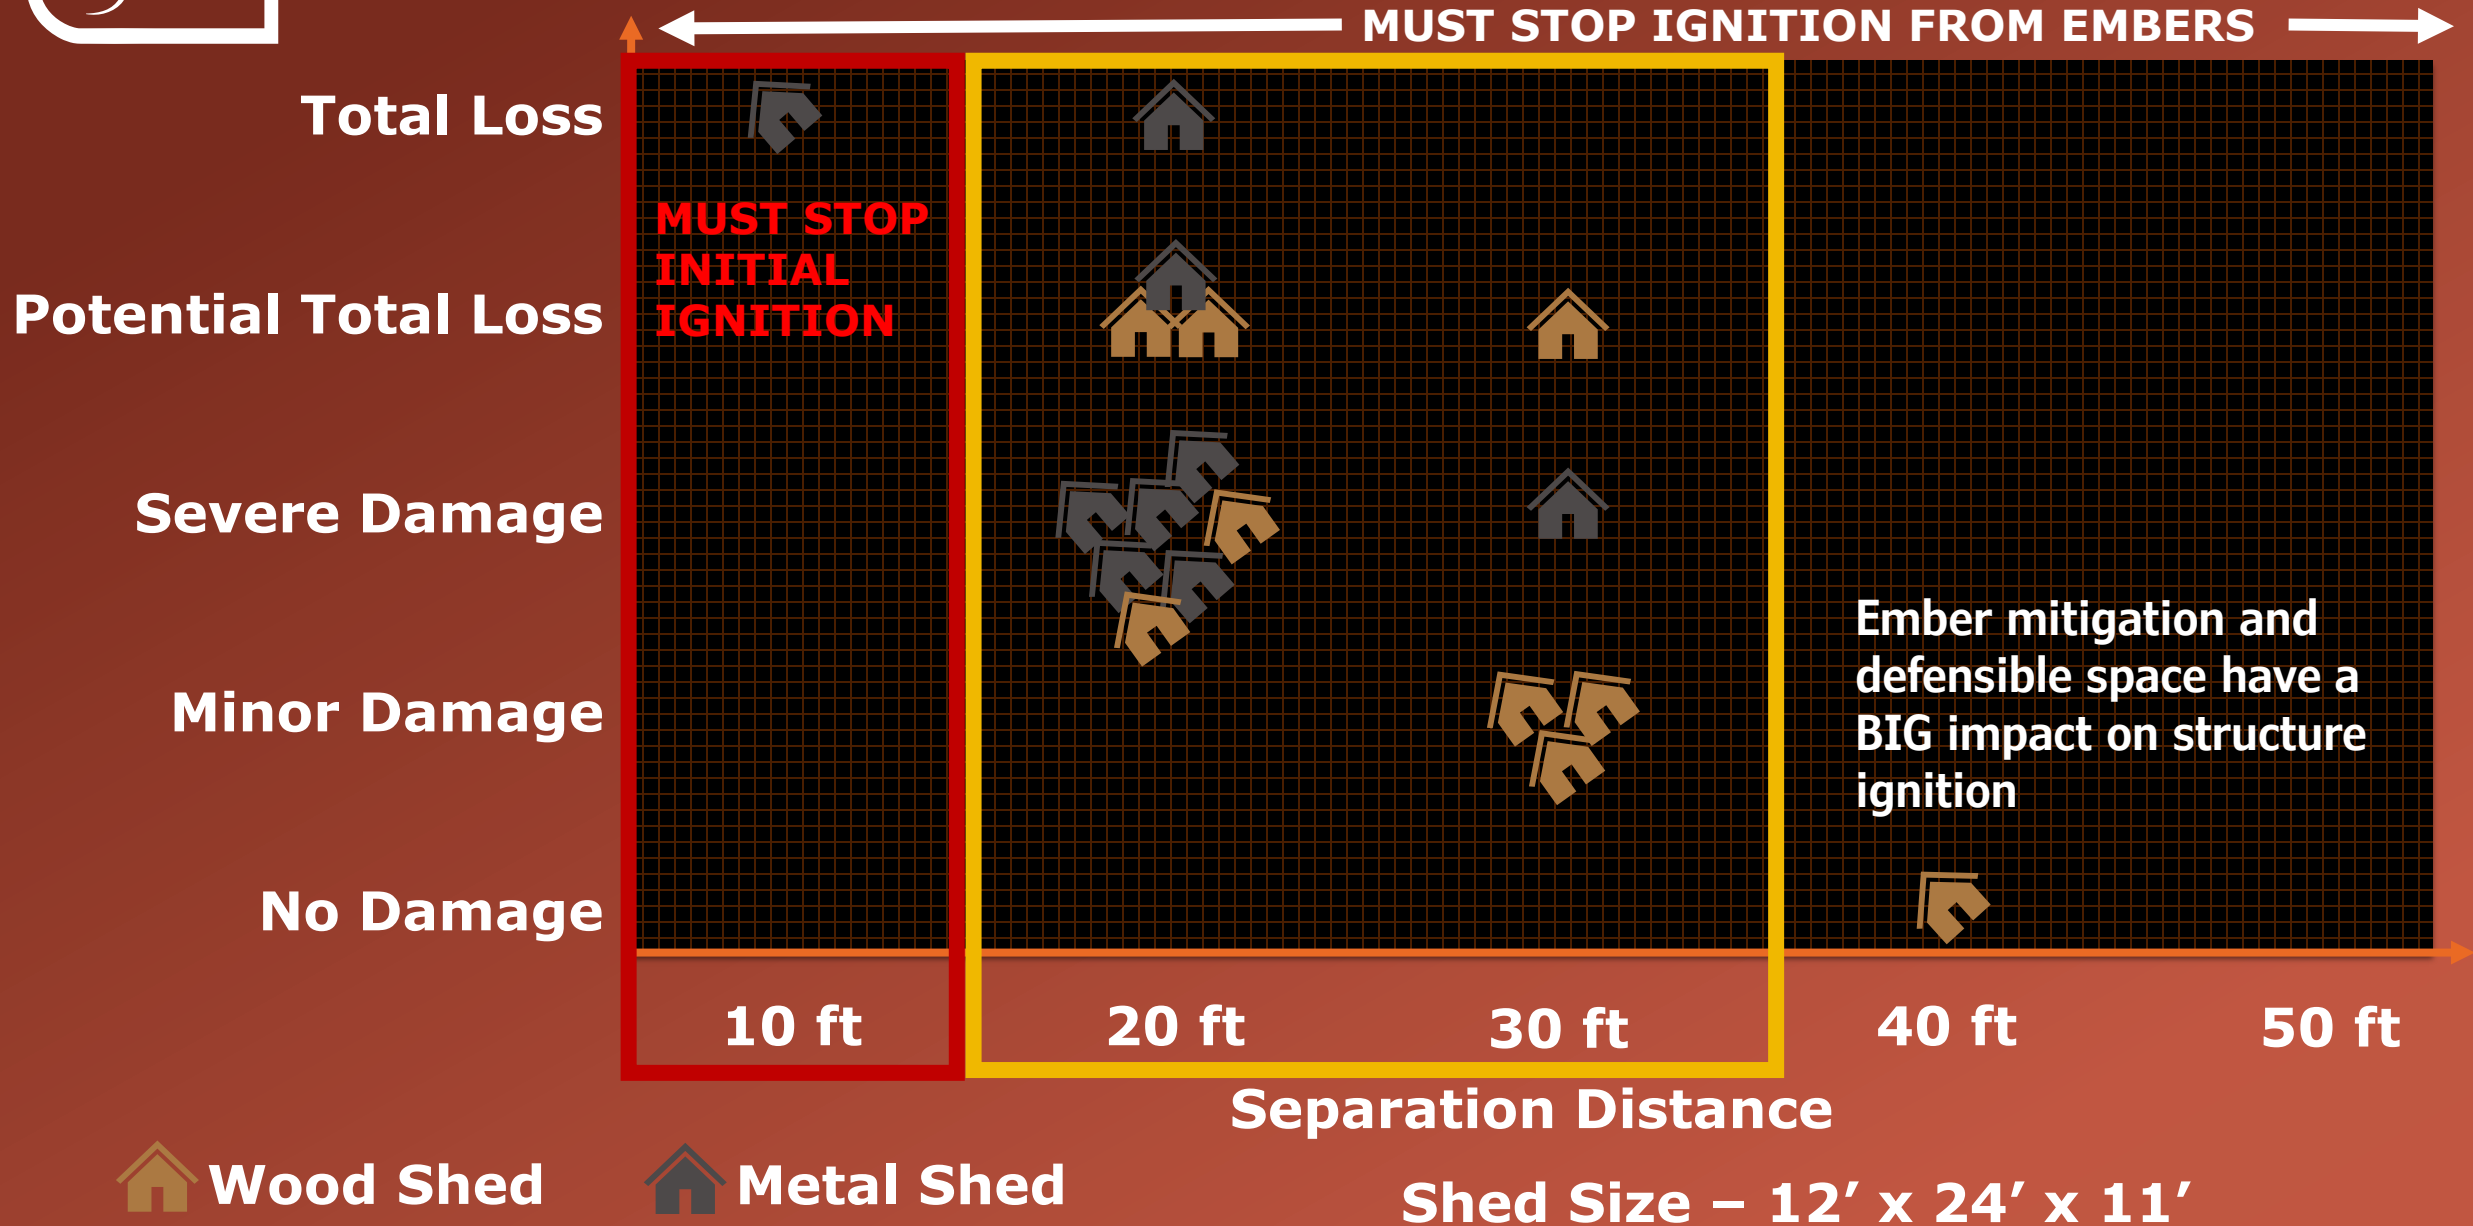 MUST STOP IGNITION FROM EMBERS
Total Loss
MUST STOP
INITIAL
IGNITION
Potential Total Loss
Severe Damage
Minor Damage
No Damage
Ember mitigation and
defensible space have a
BIG impact on structure
ignition
10 ft
20 ft
30 ft
40 ft
50 ft
Separation Distance
Wood Shed
Metal Shed
Shed Size – 12’ x 24’ x 11’